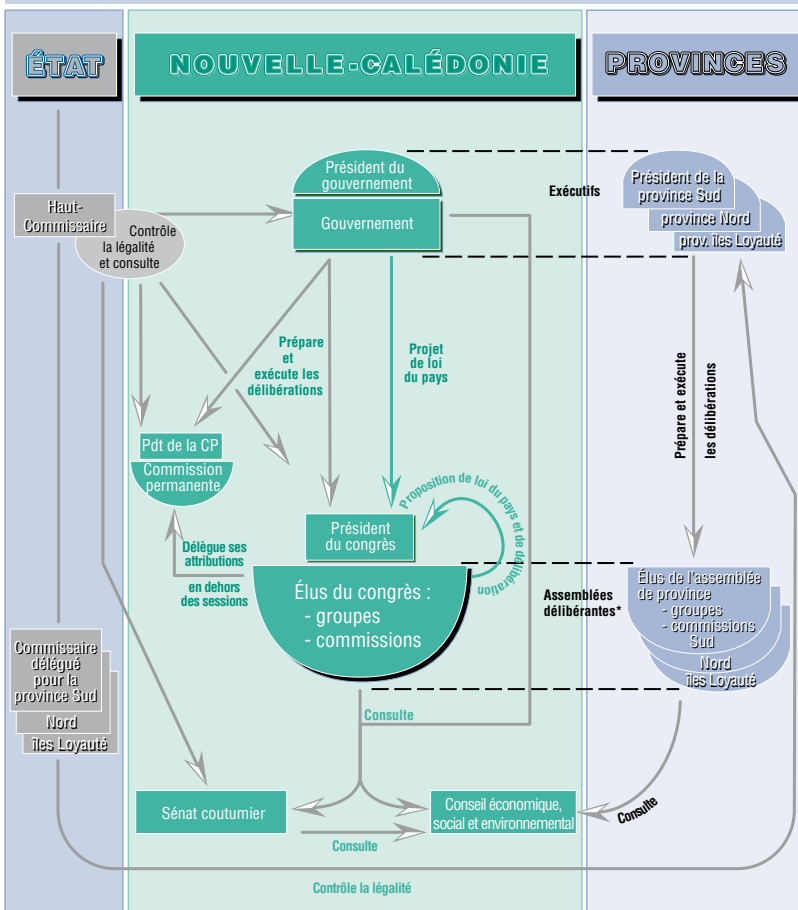 ÉTAT
NOUVELLE-CALÉDONIE
PROVINCES
Président du
gouvernement
Gouvernement
Exécutifs
Président de la
province Sud
province Nord
prov. îles Loyauté
Haut-
Commissaire
Contrôle
la légalité
et consulte
Prépare
et
exécute les
délibérations
Projet
de loi
du pays
Prépare et exécute
les délibérations
Pdt de la CP
Commission
permanente
Proposition de loi du pays et de délibération
Président
du congrès
Délègue ses
attributions
en dehors
des sessions
Élus du congrès :
- groupes
- commissions
Assemblées
délibérantes*
Élus de l'assemblée
de province
- groupes
- commissions
Sud
Nord
îles Loyauté
Commissaire
délégué
pour la
province Sud
Nord
îles Loyauté
Consulte
Sénat coutumier
Conseil économique,
social et environnemental
Consulte
Consulte
Contrôle la légalité